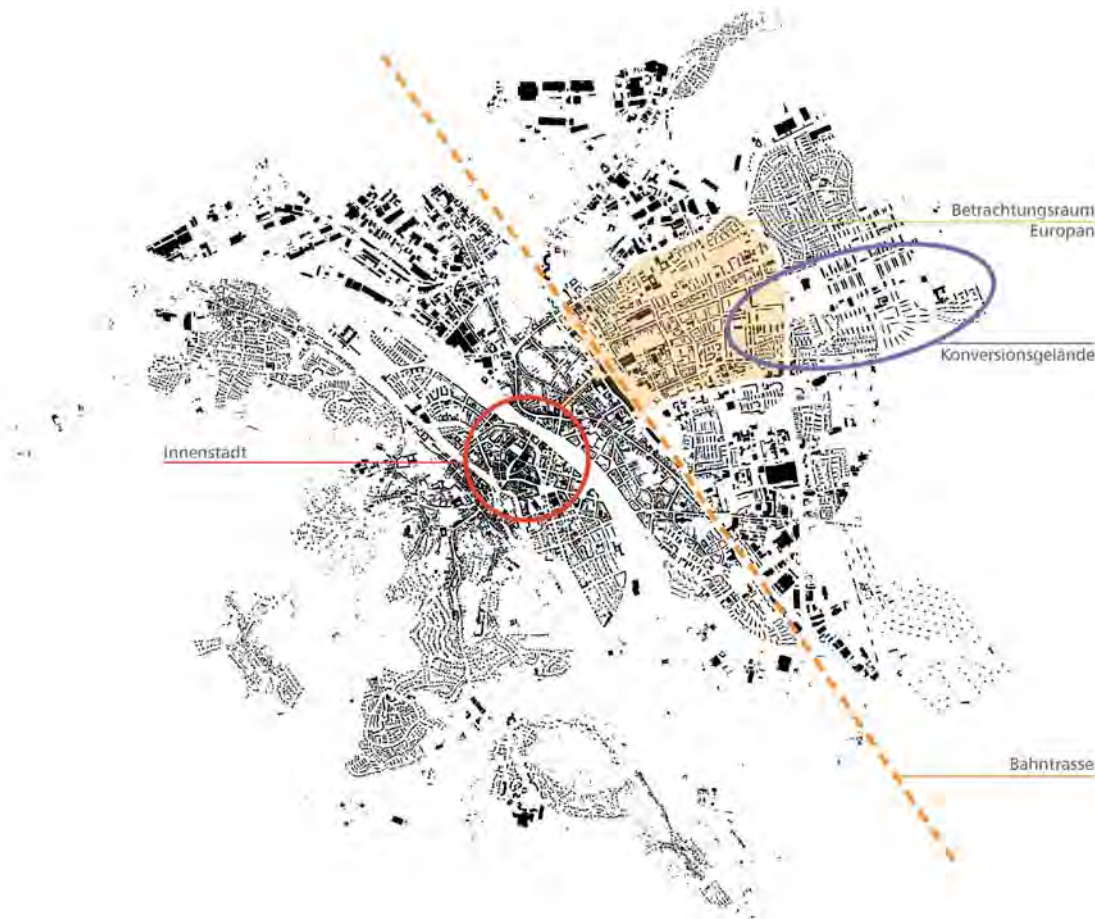 Betrachtungsraum
Europan
Konversionsgelände
Innenstadt
Bahntrasse